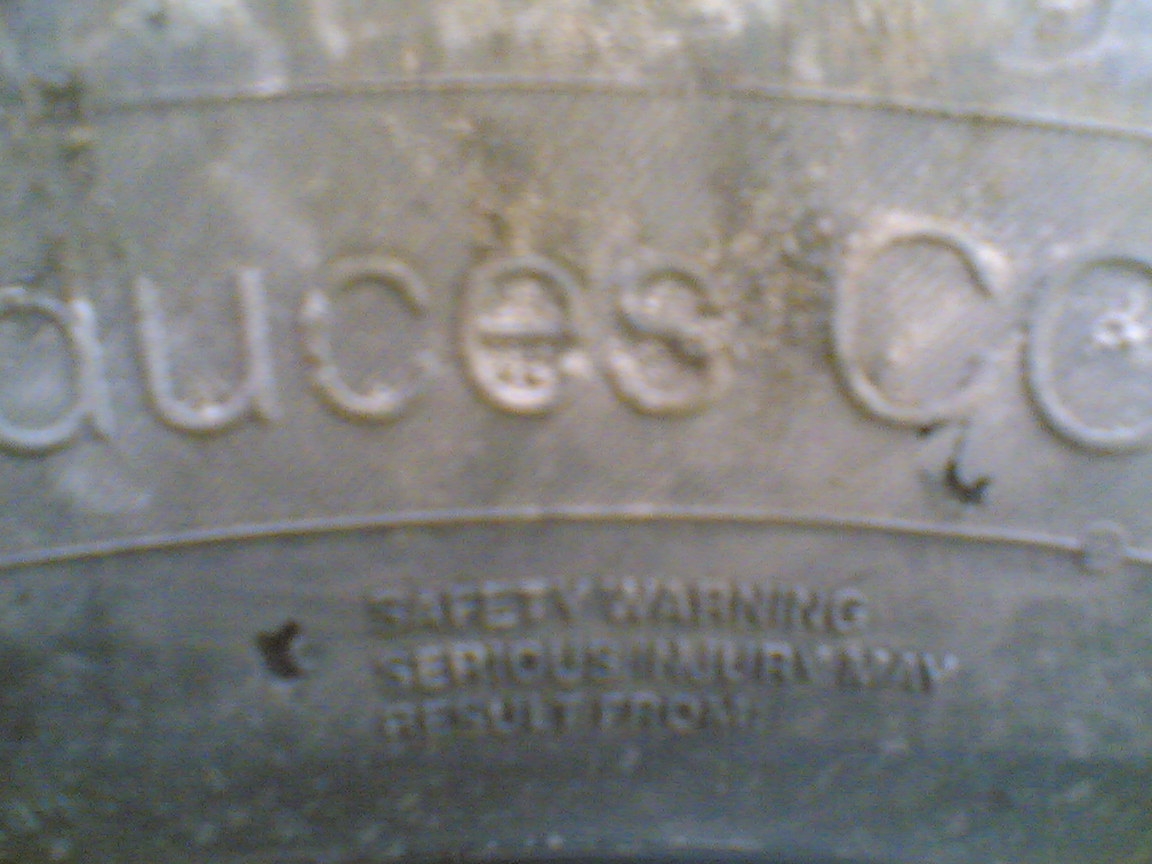 auces Co
SAFETY WARNING
SERIOUS INJURY MAY
RESULT FROM: